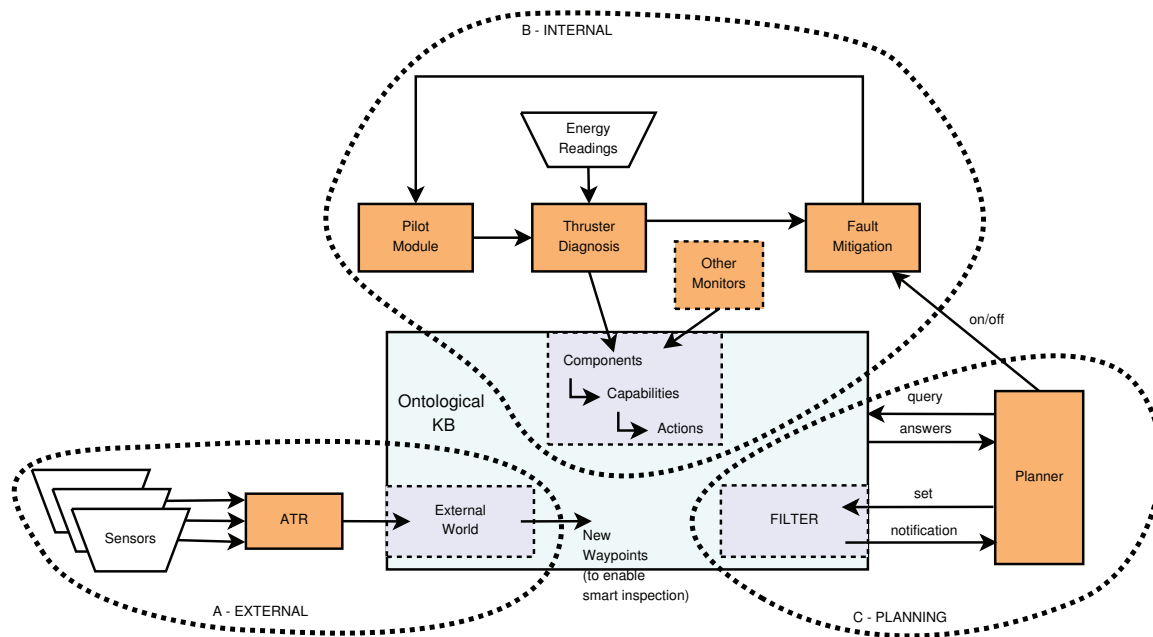 B - INTERNAL
Energy
Readings
Pilot
Module
Thruster
Diagnosis
Fault
Mitigation
Other
Monitors
on/off
Components
Capabilities
Actions
Ontological
KB
query
answers
Planner
set
notification
FILTER
Sensors
ATR
External
World
New
Waypoints
(to enable
smart inspection)
A - EXTERNAL
C - PLANNING